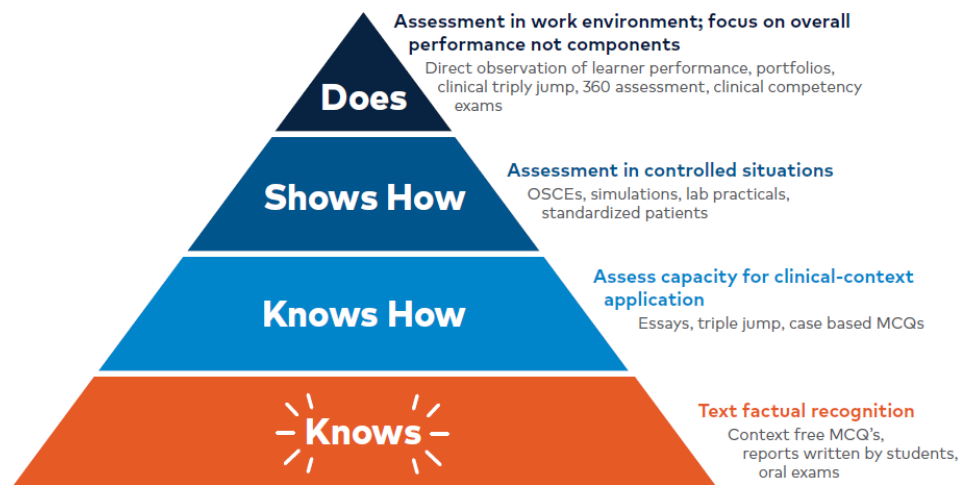 Assessment in work environment; focus on overall
performance not components
Direct observation of learner performance, portfolios,
clinical triply jump, 360 assessment, clinical competency
exams
Does
Assessment in controlled situations
OSCEs, simulations, lab practicals,
standardized patients
Shows How
Assess capacity for clinical-context
application
Essays, triple jump, case based MCQs
Knows How
Text factual recognition
Context free MCQ's,
reports written by students,
oral exams
Knows